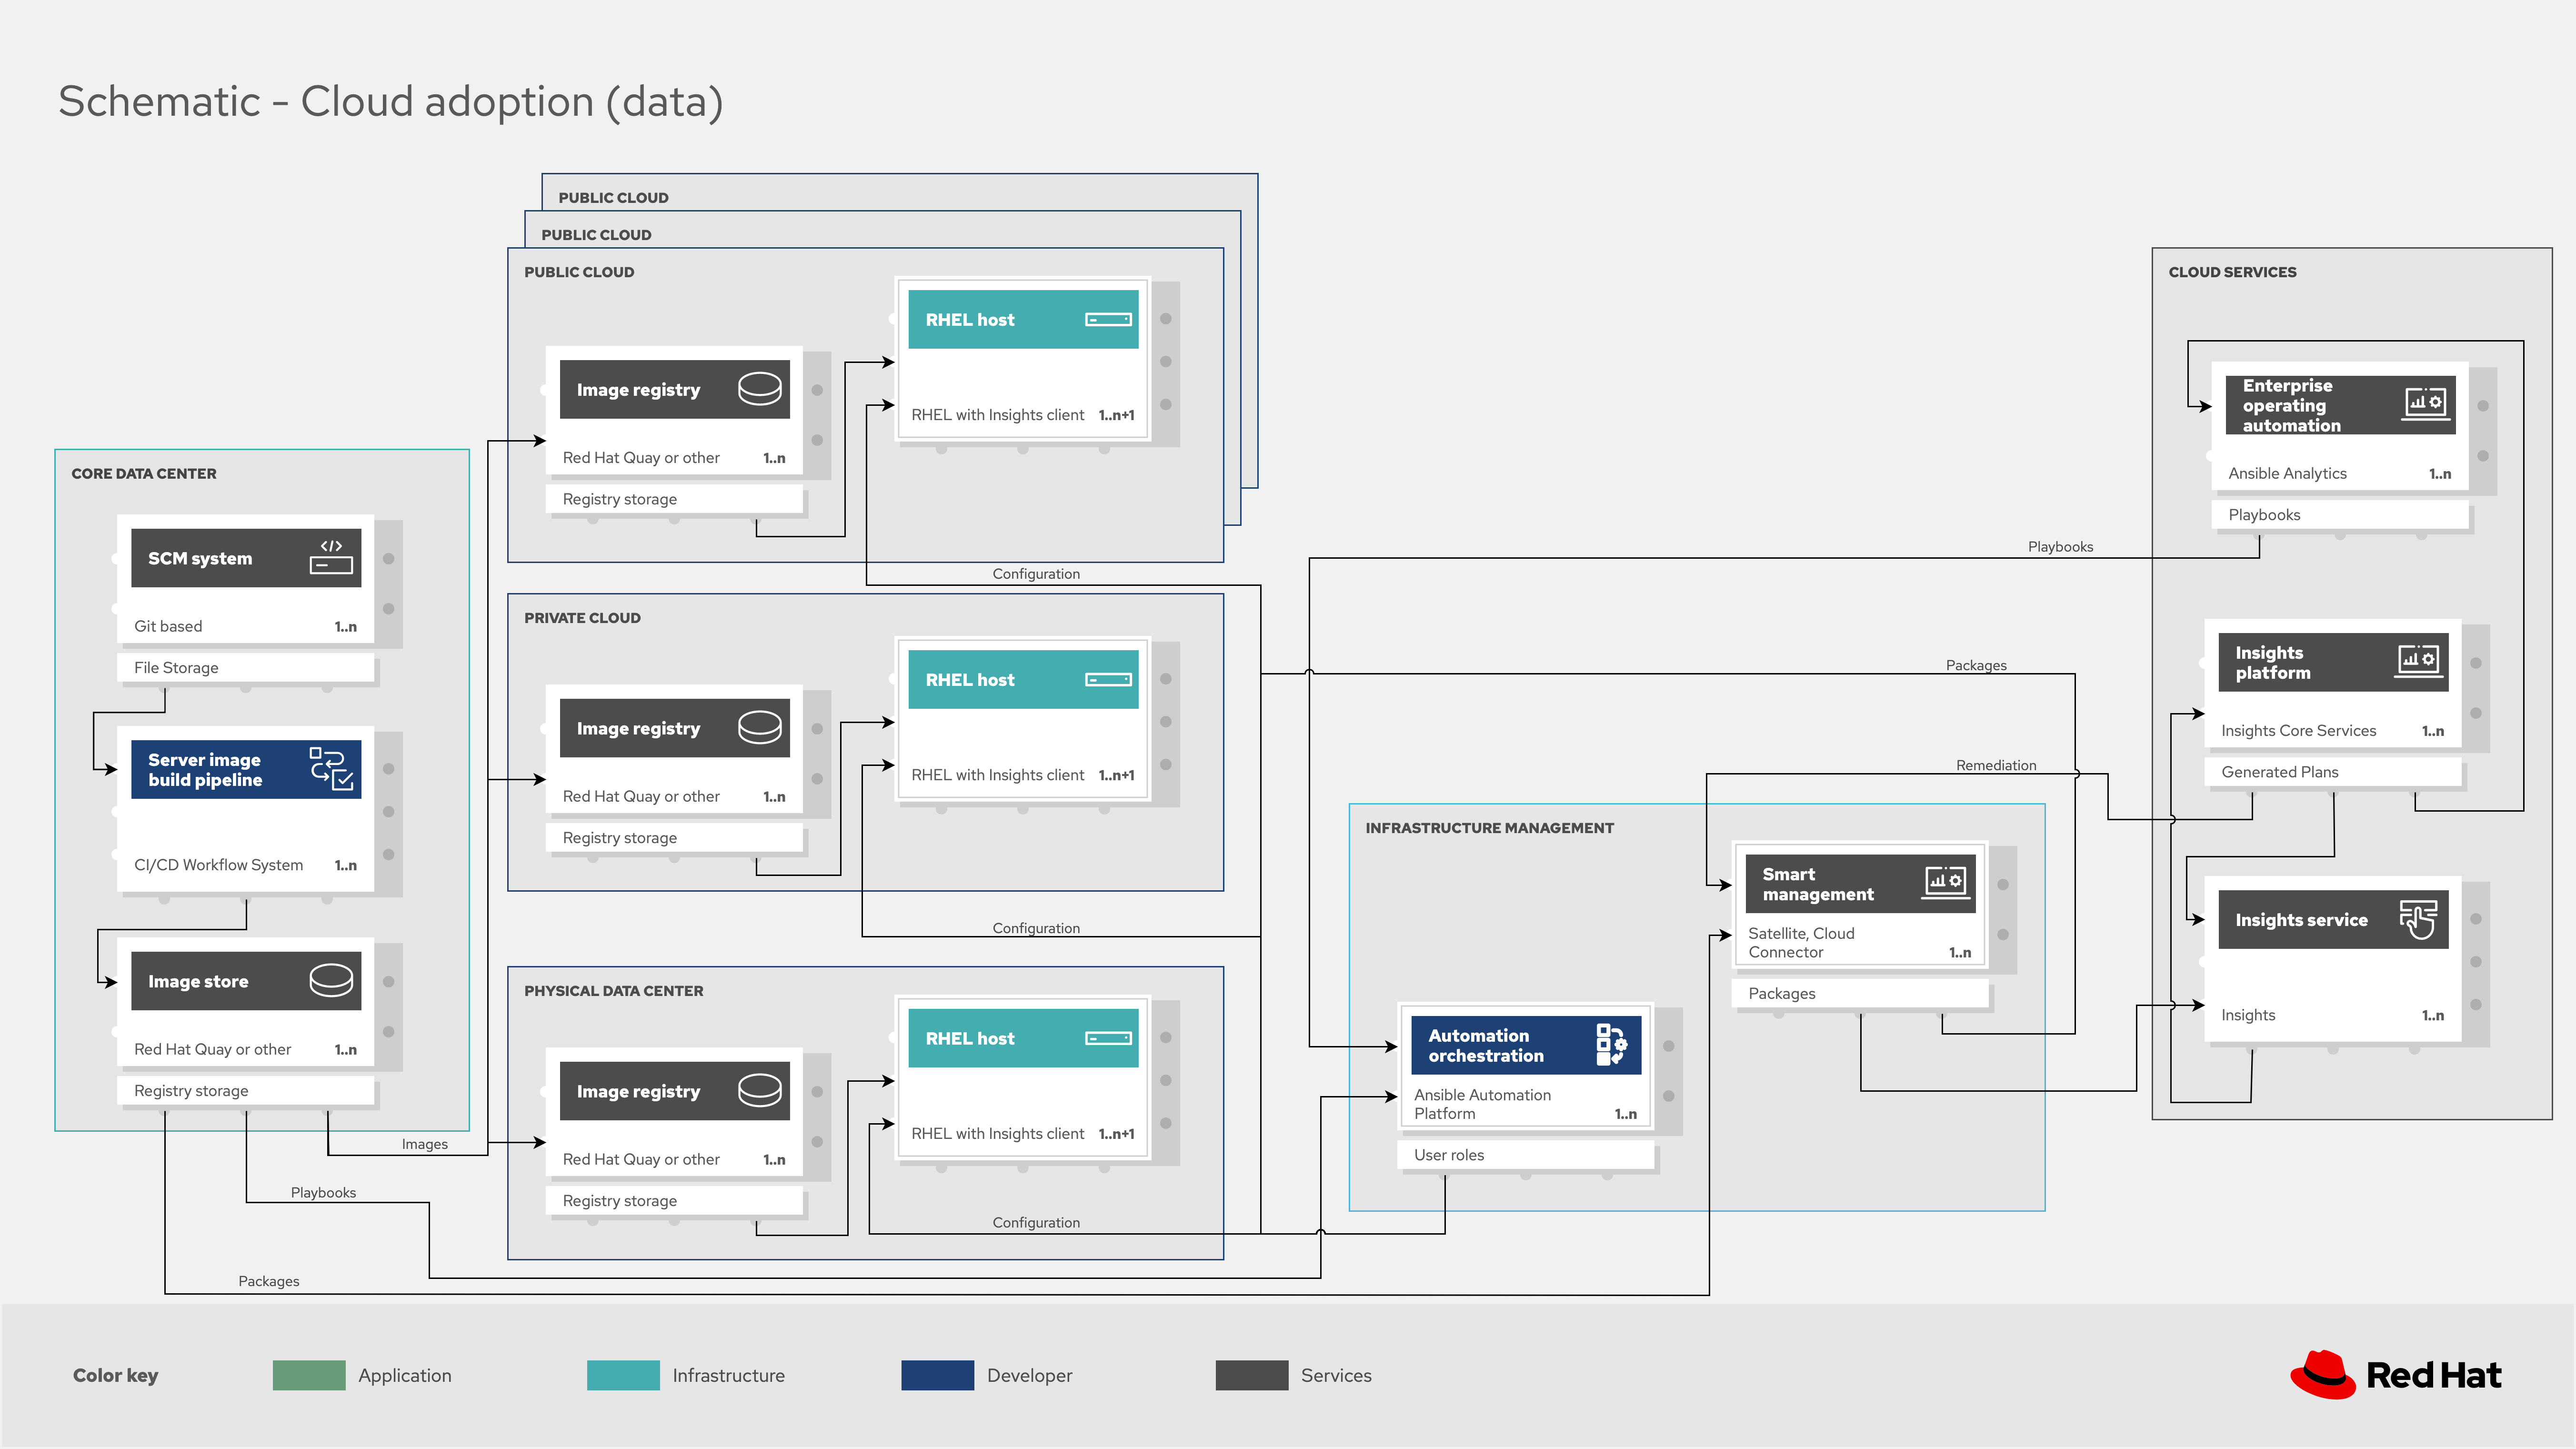 Schematic - Cloud adoption (data)
PUBLIC CLOUD
PUBLIC CLOUD
PUBLIC CLOUD
RHEL host
RHEL with Insights client 1..n+1
Image registry
Red Hat Quay or other 1..n
Registry storage
Configuration
CORE DATA CENTER
SCM system
Git based 1..n
File Storage
Server image
build pipeline
CI/CD Workflow System 1..n
Image store
Red Hat Quay or other 1..n
Registry storage
Images
Playbooks
Packages
PRIVATE CLOUD
RHEL host
RHEL with Insights client 1..n+1
Image registry
Red Hat Quay or other 1..n
Registry storage
Configuration
PHYSICAL DATA CENTER
RHEL host
RHEL with Insights client 1..n+1
Image registry
Red Hat Quay or other 1..n
Registry storage
Configuration
Playbooks
Packages
Remediation
INFRASTRUCTURE MANAGEMENT
Smart
management
Satellite, Cloud
Connector 1..n
Packages
Automation
orchestration
Ansible Automation
Platform 1..n
User roles
CLOUD SERVICES
Enterprise
operating
automation
Ansible Analytics 1..n
Playbooks
Insights
platform
Insights Core Services 1..n
Generated Plans
Insights service
Insights 1..n
Color key
Application
Infrastructure
Developer
Services
Red Hat